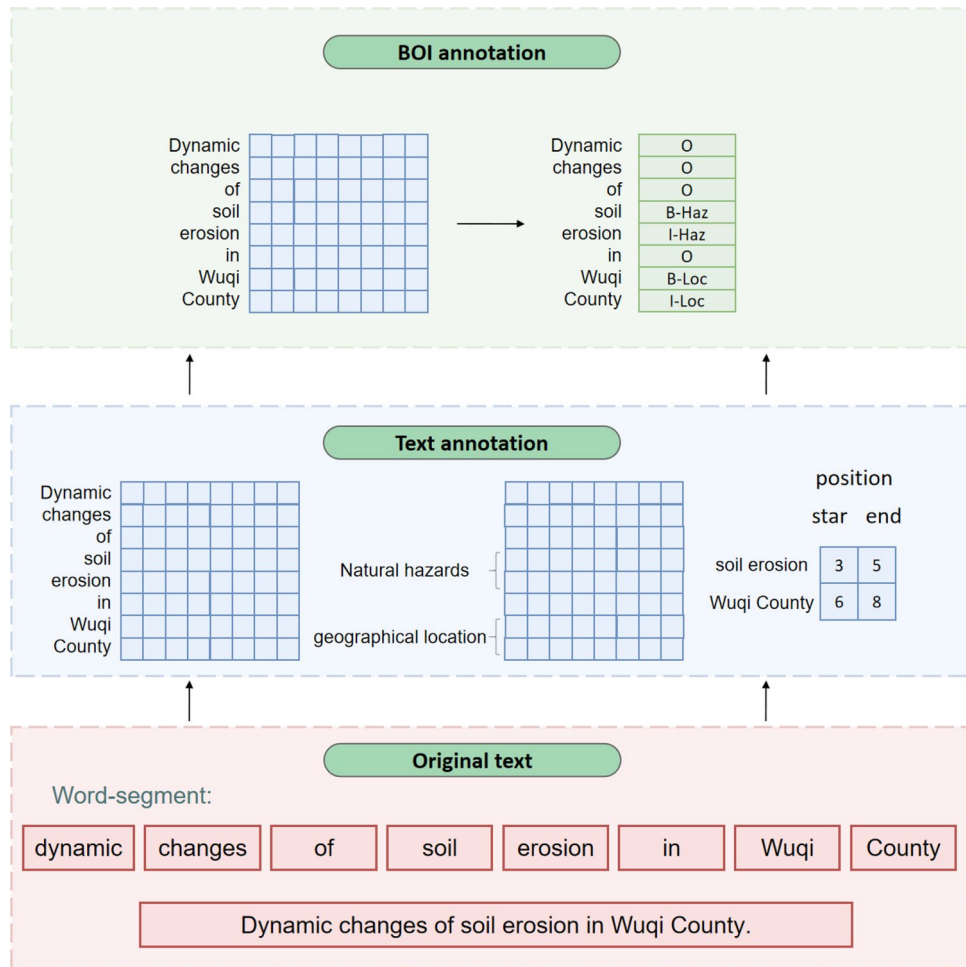 BOI annotation
Dynamic
changes
of
soil
erosion
in
Wuqi
County
Dynamic O
changes O
of O
soil B-Haz
erosion I-Haz
in O
Wuqi B-Loc
County I-Loc
Text annotation
Dynamic
changes
of
soil
erosion
in
Wuqi
County
Natural hazards
geographical location
position
star end
soil erosion 3 5
Wuqi County 6 8
Original text
Word-segment:
dynamic changes of soil erosion in Wuqi County
Dynamic changes of soil erosion in Wuqi County.